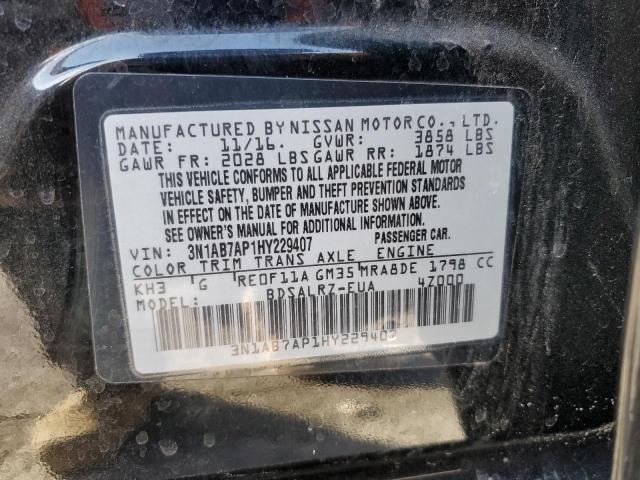 MANUFACTURED BY NISSAN MOTOR CO., LTD.
DATE: 11/16. GVWR: 3858 LBS
GAWR FR: 2028 LBS GAWR RR: 1874 LBS
THIS VEHICLE CONFORMS TO ALL APPLICABLE FEDERAL MOTOR
VEHICLE SAFETY, BUMPER AND THEFT PREVENTION STANDARDS
IN EFFECT ON THE DATE OF MANUFACTURE SHOWN ABOVE.
SEE OWNER'S MANUAL FOR ADDITIONAL INFORMATION.
VIN: 3N1AB7AP1HY229407 PASSENGER CAR.
COLOR TRIM TRANS AXLE ENGINE
KH3 G RE0F11A GM35 MRA8DE 1798 CC
MODEL: BDSALRZ-EUA 4Z000
3N1AB7AP1HY229407